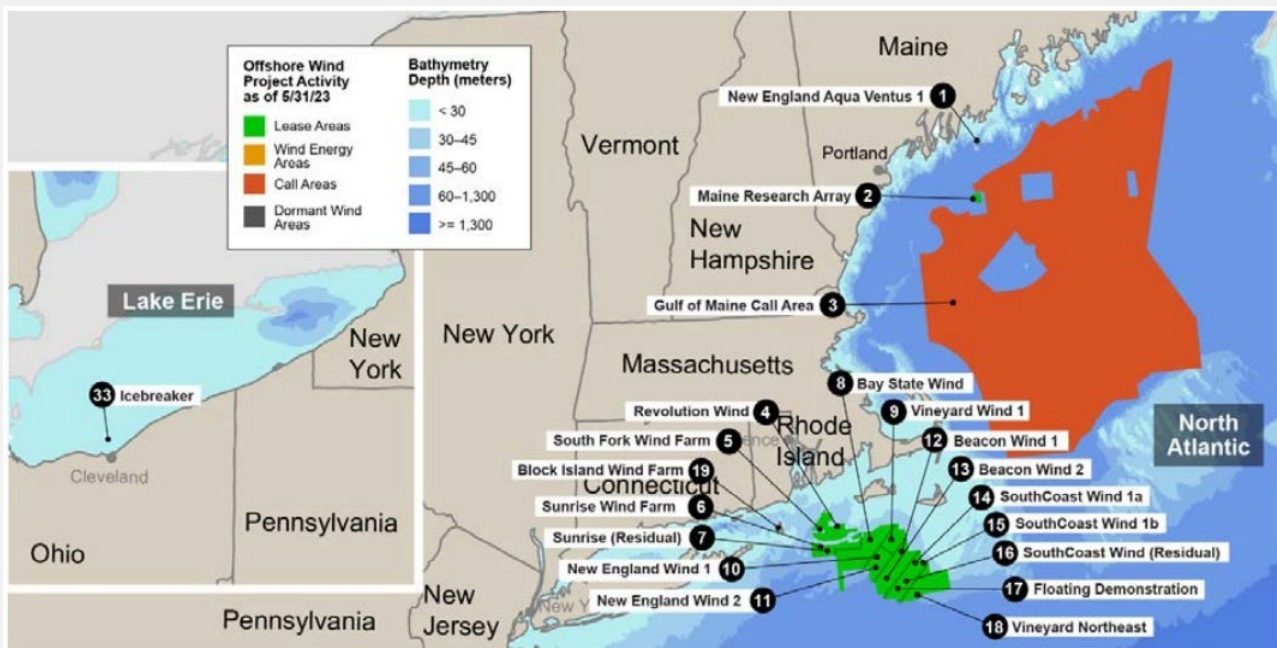 Offshore Wind
Project Activity
as of 5/31/23
Lease Areas
Wind Energy
Areas
Call Areas
Dormant Wind
Areas
Bathymetry
Depth (meters)
< 30
30–45
45–60
60–1,300
>= 1,300
Maine
New England Aqua Ventus 1 1
Vermont
Portland
Maine Research Array 2
New
Hampshire
Gulf of Maine Call Area 3
New York
Massachusetts
Lake Erie
New
York
33 Icebreaker
Cleveland
Pennsylvania
Ohio
North
Atlantic
8 Bay State Wind
Revolution Wind 4
9 Vineyard Wind 1
Rhode
Island
South Fork Wind Farm 5
12 Beacon Wind 1
Block Island Wind Farm 19
13 Beacon Wind 2
Connecticut
Sunrise Wind Farm 6
14 SouthCoast Wind 1a
Sunrise (Residual) 7
15 SouthCoast Wind 1b
New England Wind 1 10
16 SouthCoast Wind (Residual)
New England Wind 2 11
17 Floating Demonstration
18 Vineyard Northeast
Pennsylvania
New
Jersey
New Y